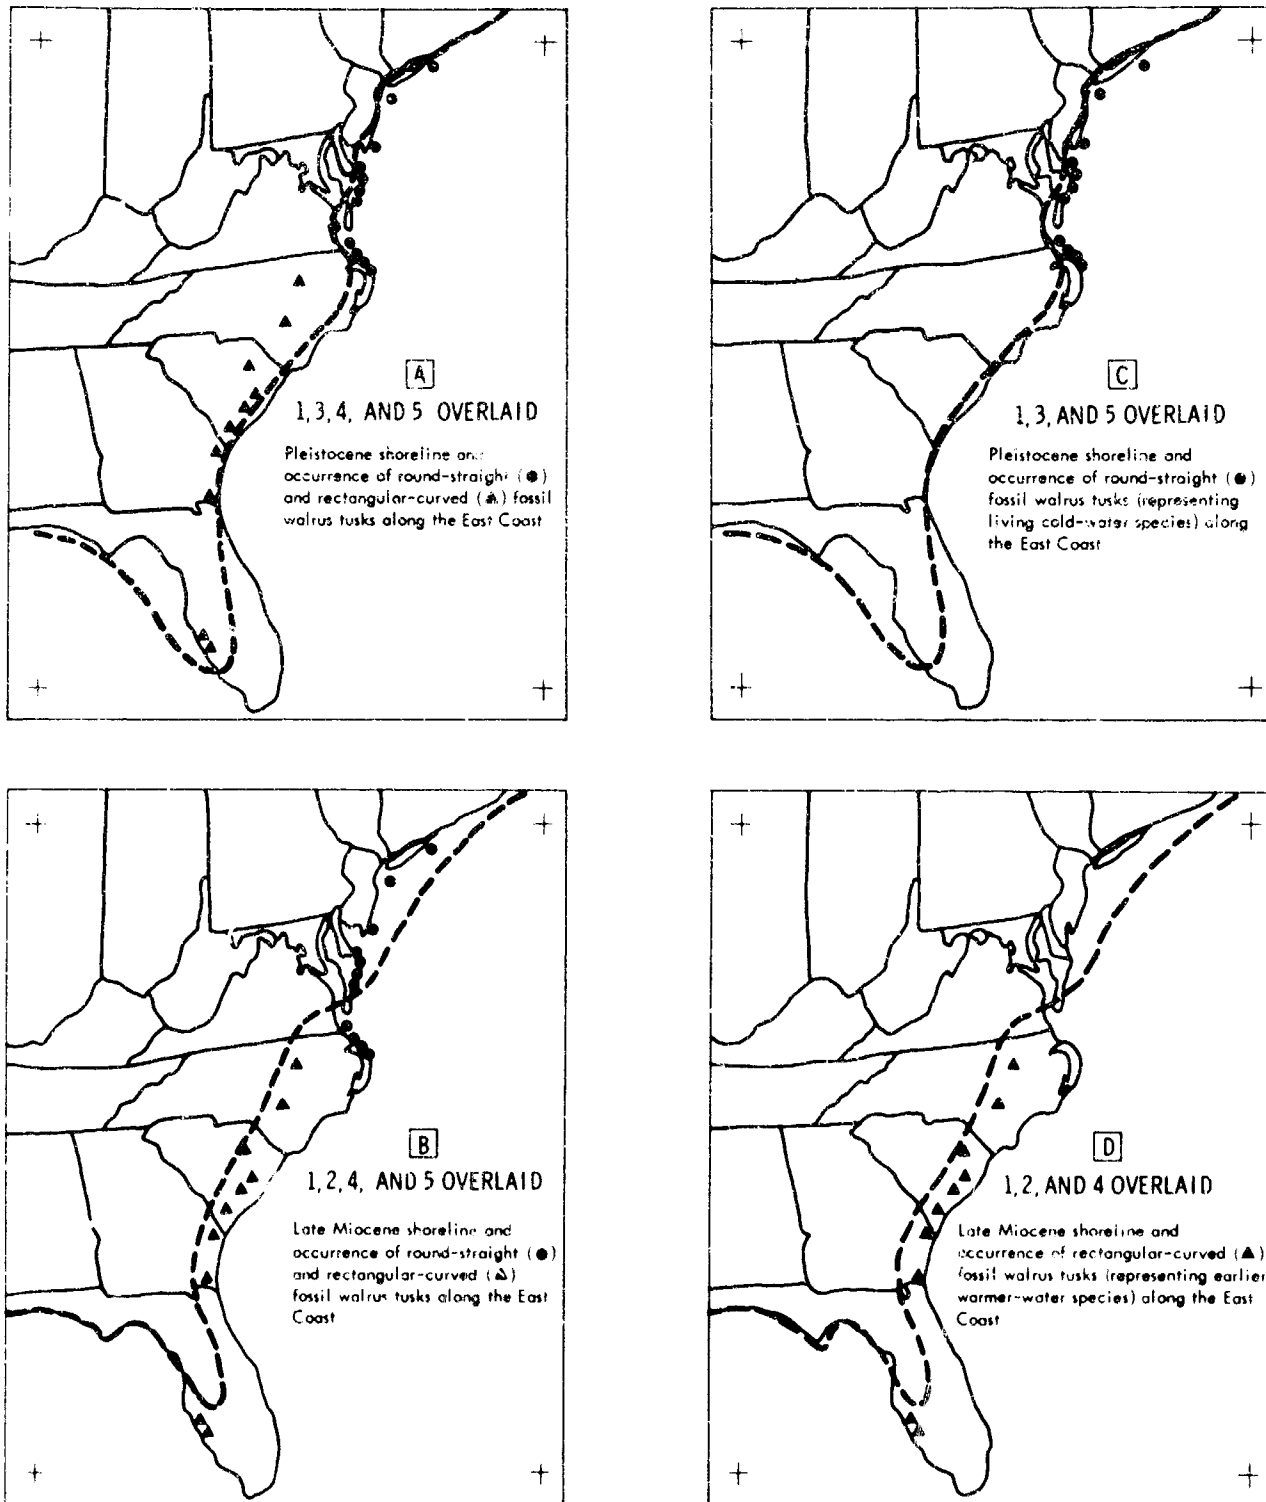 A
1, 3, 4, AND 5 OVERLAID
Pleistocene shoreline and
occurrence of round-straight (●)
and rectangular-curved (▲) fossil
walrus tusks along the East Coast
C
1, 3, AND 5 OVERLAID
Pleistocene shoreline and
occurrence of round-straight (●)
fossil walrus tusks (representing
living cold-water species) along
the East Coast
B
1, 2, 4, AND 5 OVERLAID
Late Miocene shoreline and
occurrence of round-straight (●)
and rectangular-curved (▲)
fossil walrus tusks along the East
Coast
D
1, 2, AND 4 OVERLAID
Late Miocene shoreline and
occurrence of rectangular-curved (▲)
fossil walrus tusks (representing earlier
warmer-water species) along the East
Coast